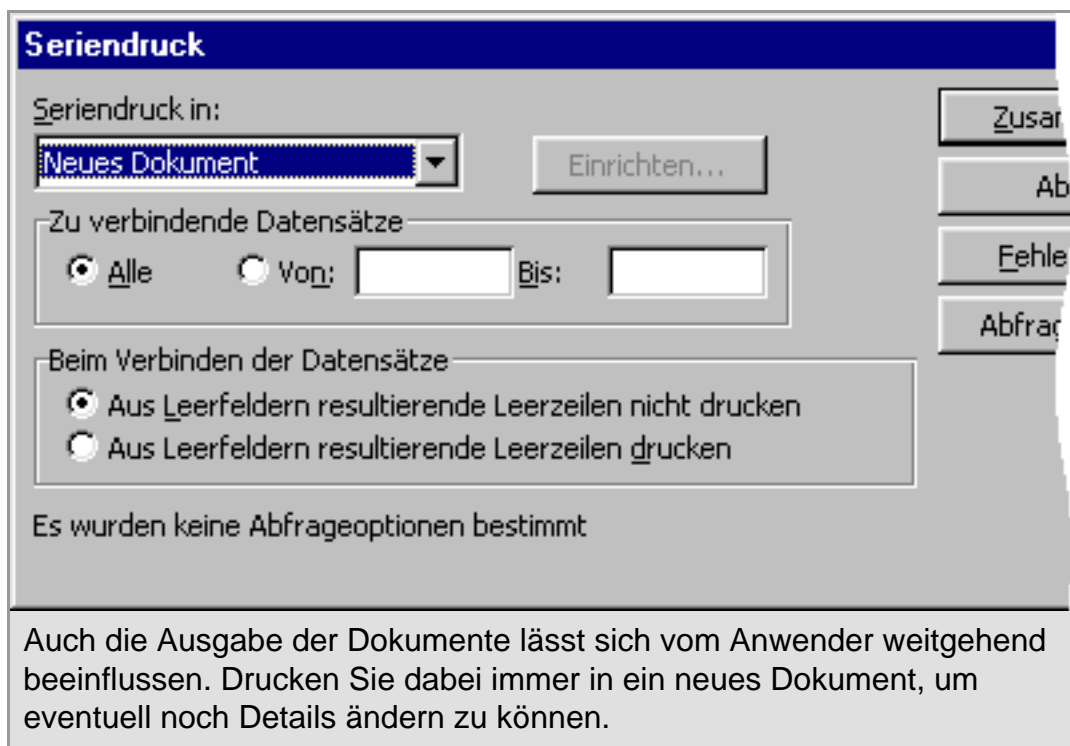 Seriendruck
Seriendruck in:
Neues Dokument
Einrichten...
Zu verbindende Datensätze
Alle Von: Bis:
Beim Verbinden der Datensätze
Aus Leerfeldern resultierende Leerzeilen nicht drucken
Aus Leerfeldern resultierende Leerzeilen drucken
Es wurden keine Abfrageoptionen bestimmt
Auch die Ausgabe der Dokumente lässt sich vom Anwender weitgehend
beeinflussen. Drucken Sie dabei immer in ein neues Dokument, um
eventuell noch Details ändern zu können.